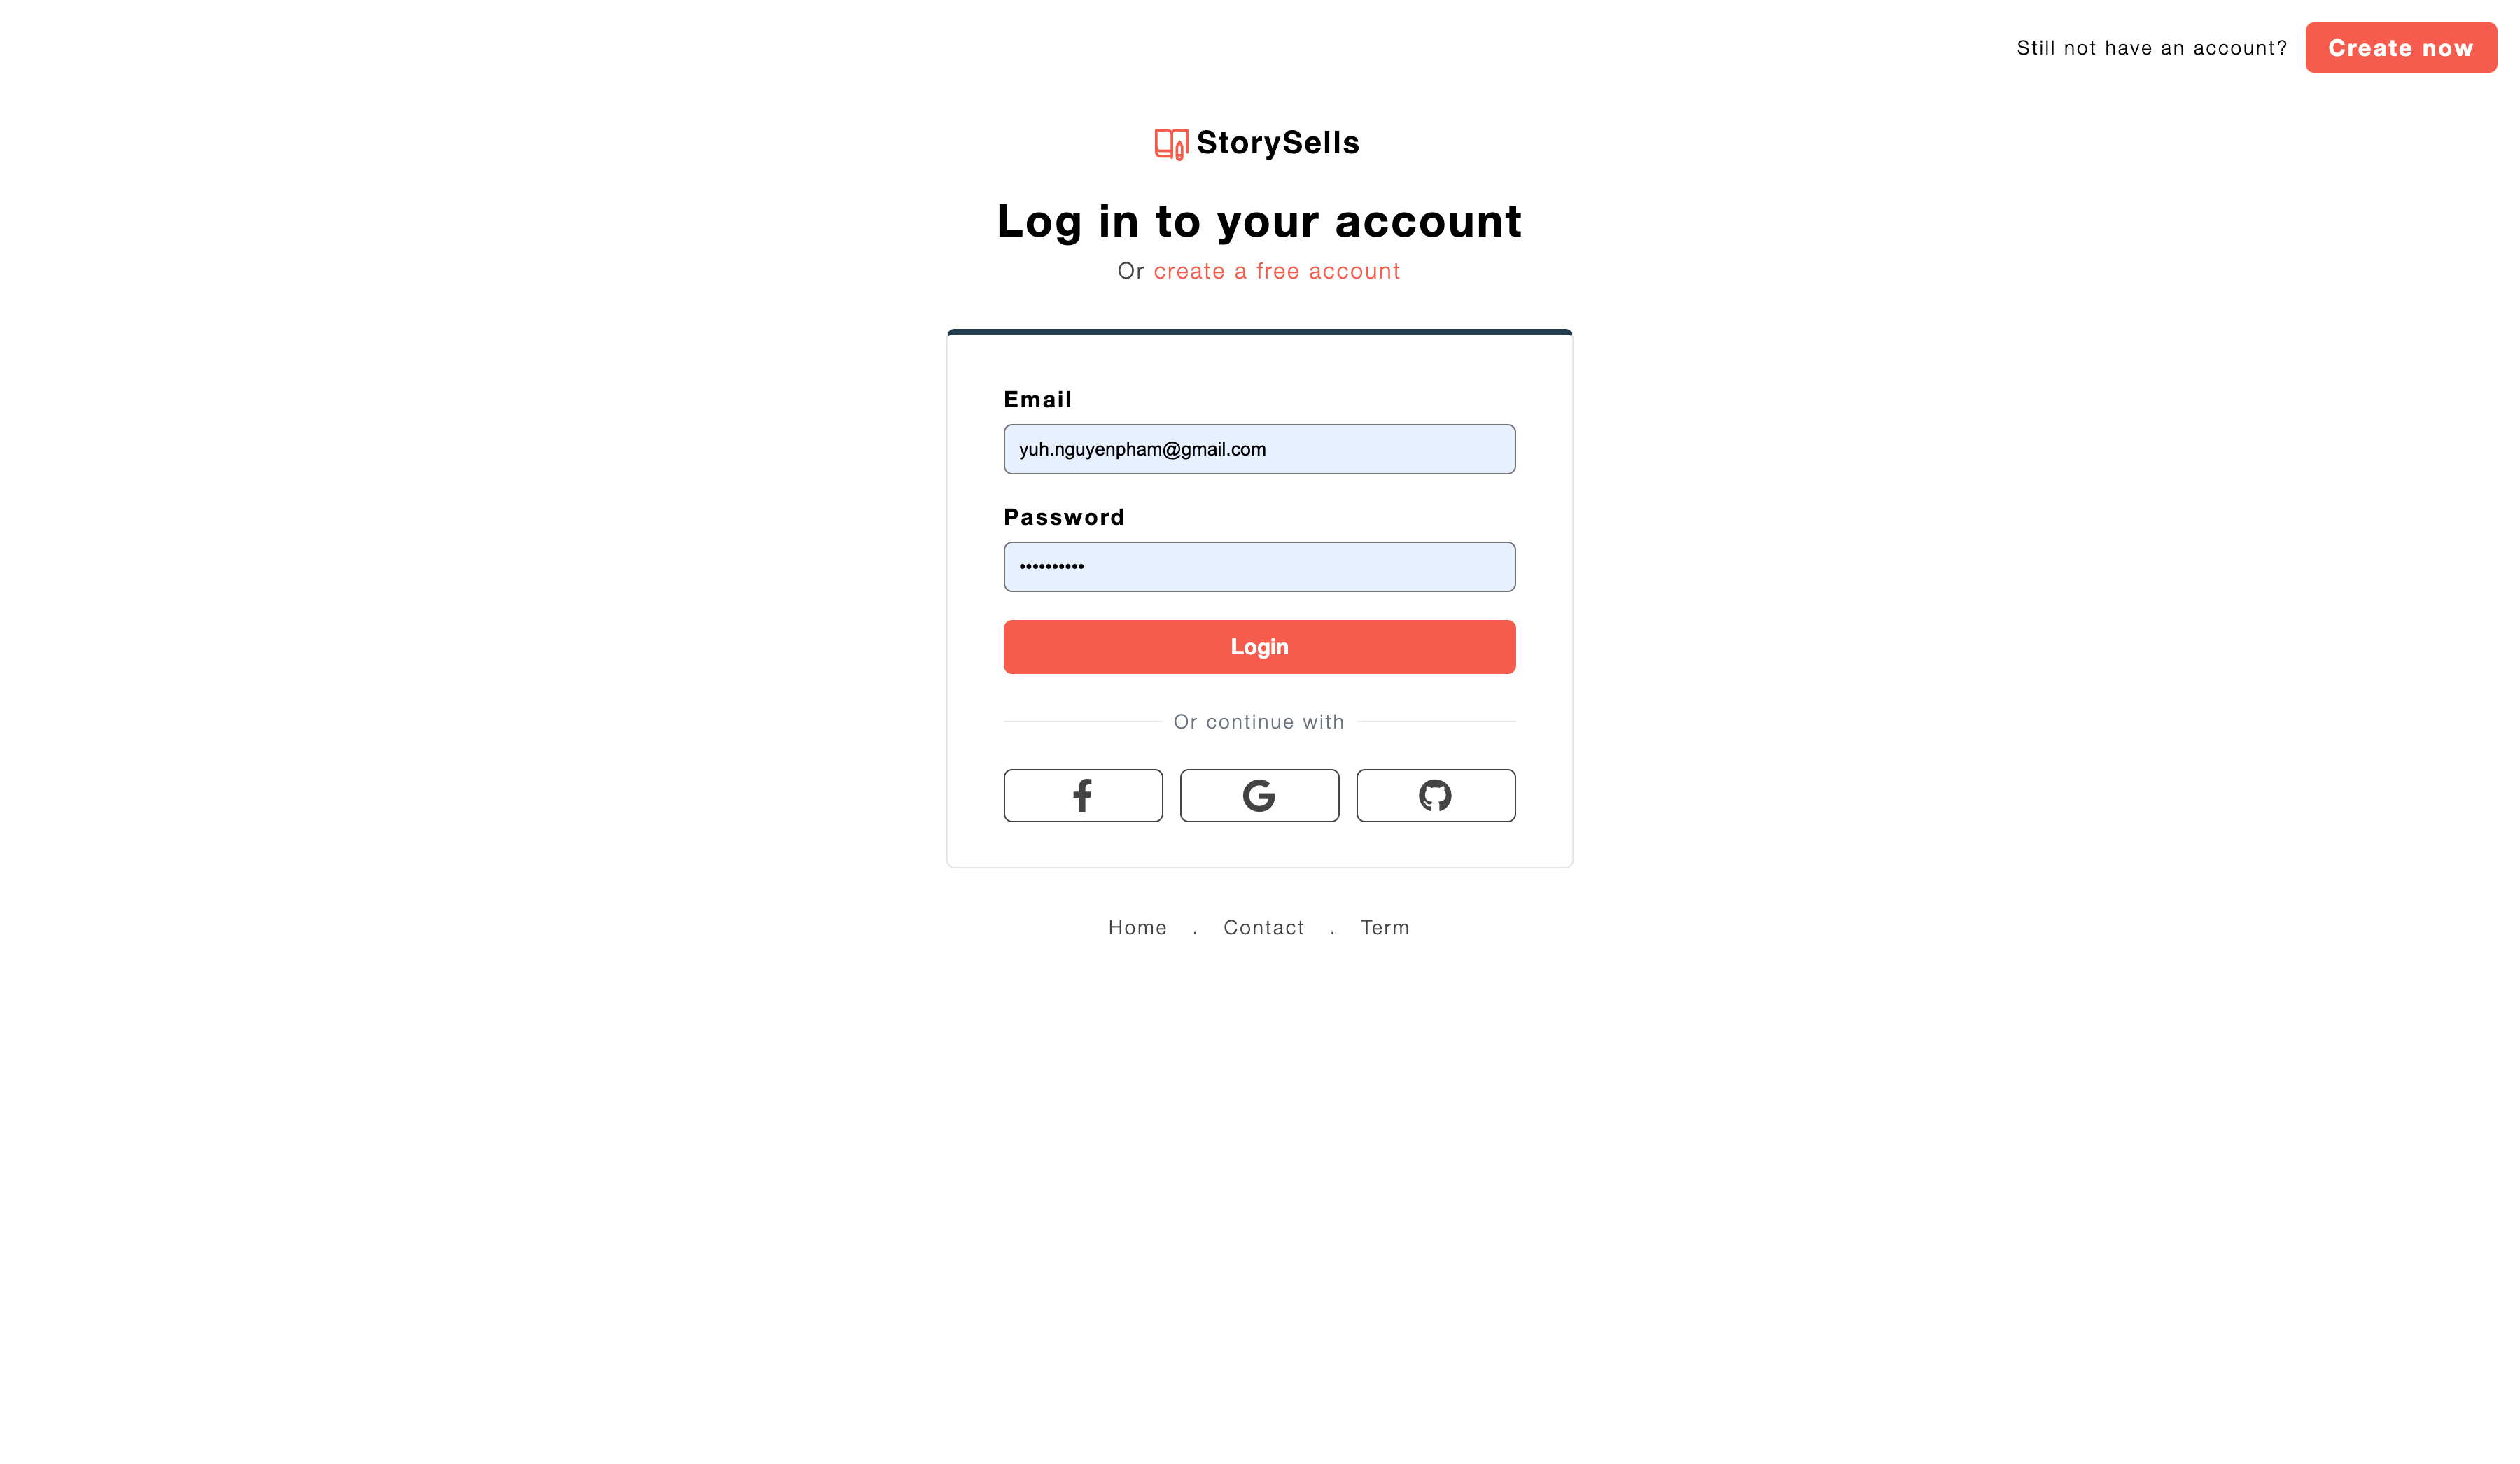 Still not have an account? Create now
StorySells
Log in to your account
Or create a free account
Email
yuh.nguyenpham@gmail.com
Password
••••••••••
Login
Or continue with
Home . Contact . Term